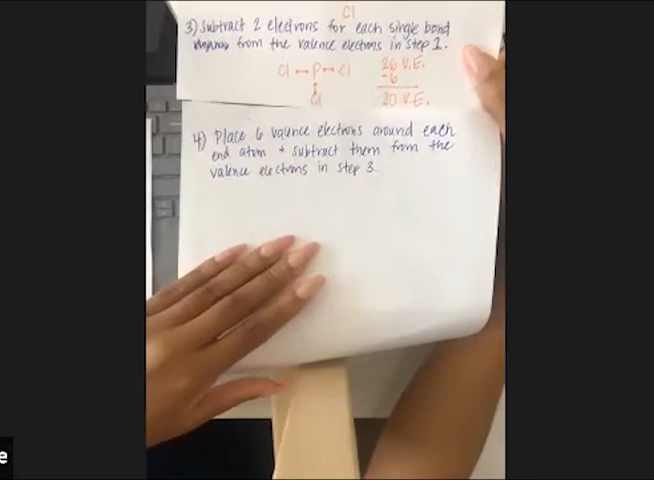 Cl
3) Subtract 2 electrons for each single bond
from the valence electrons in step 1.
Cl P Cl 26 V.E.
-6
Cl 20 V.E.
4) Place 6 valence electrons around each
end atom + subtract them from the
valence electrons in step 3.
e